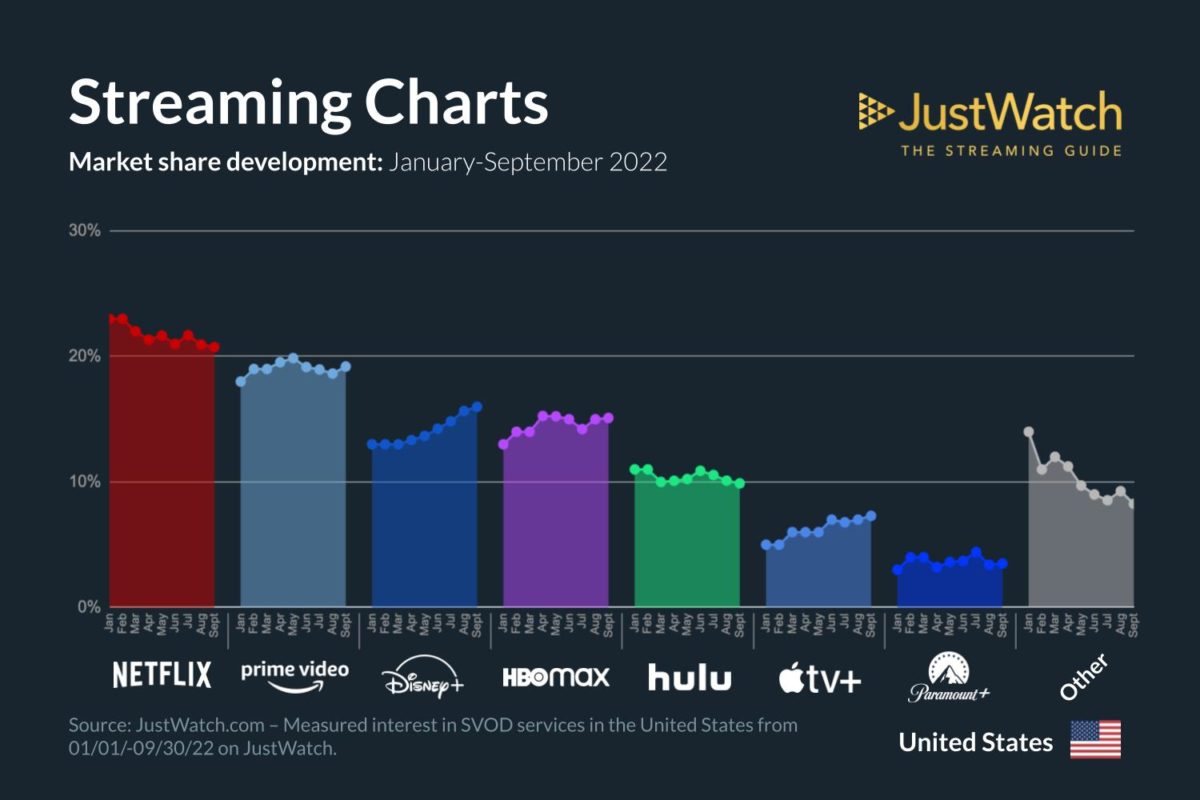 Streaming Charts
Market share development: January-September 2022
JustWatch
THE STREAMING GUIDE
30%
20%
10%
0%
Jan Feb Mar Apr May Jun Jul Aug Sept
Jan Feb Mar Apr May Jun Jul Aug Sept
Jan Feb Mar Apr May Jun Jul Aug Sept
Jan Feb Mar Apr May Jun Jul Aug Sept
Jan Feb Mar Apr May Jun Jul Aug Sept
Jan Feb Mar Apr May Jun Jul Aug Sept
Jan Feb Mar Apr May Jun Jul Aug Sept
Jan Feb Mar Apr May Jun Jul Aug Sept
NETFLIX
prime video
Disney+
HBOmax
hulu
tv+
Paramount+
Other
Source: JustWatch.com – Measured interest in SVOD services in the United States from
01/01/-09/30/22 on JustWatch.
United States